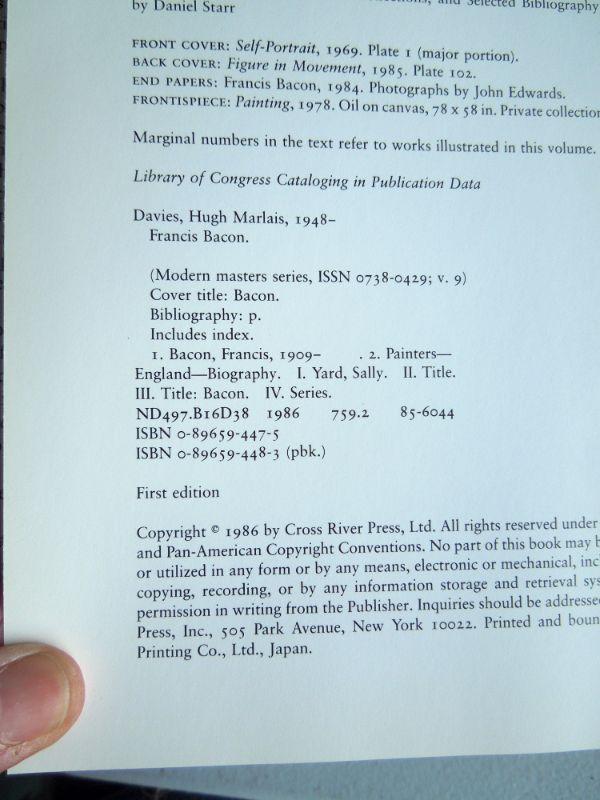 and Selected Bibliography
by Daniel Starr
FRONT COVER: Self-Portrait, 1969. Plate 1 (major portion).
BACK COVER: Figure in Movement, 1985. Plate 102.
END PAPERS: Francis Bacon, 1984. Photographs by John Edwards.
FRONTISPIECE: Painting, 1978. Oil on canvas, 78 x 58 in. Private collection
Marginal numbers in the text refer to works illustrated in this volume.
Library of Congress Cataloging in Publication Data
Davies, Hugh Marlais, 1948–
Francis Bacon.
(Modern masters series, ISSN 0738-0429; v. 9)
Cover title: Bacon.
Bibliography: p.
Includes index.
1. Bacon, Francis, 1909– . 2. Painters—
England—Biography. I. Yard, Sally. II. Title.
III. Title: Bacon. IV. Series.
ND497.B16D38 1986 759.2 85-6044
ISBN 0-89659-447-5
ISBN 0-89659-448-3 (pbk.)
First edition
Copyright © 1986 by Cross River Press, Ltd. All rights reserved under
and Pan-American Copyright Conventions. No part of this book may b
or utilized in any form or by any means, electronic or mechanical, incl
copying, recording, or by any information storage and retrieval sys
permission in writing from the Publisher. Inquiries should be addresse
Press, Inc., 505 Park Avenue, New York 10022. Printed and boun
Printing Co., Ltd., Japan.